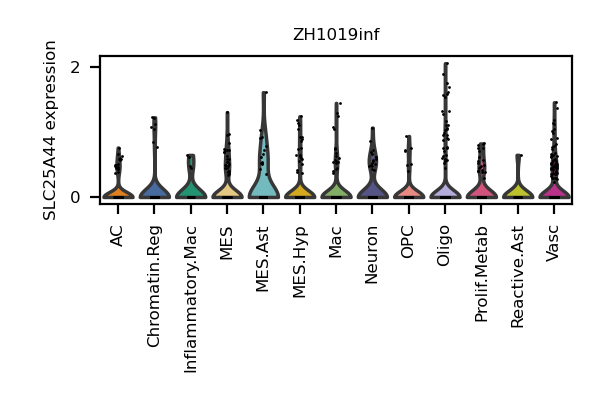 ZH1019inf
SLC25A44 expression
2
0
AC
Chromatin.Reg
Inflammatory.Mac
MES
MES.Ast
MES.Hyp
Mac
Neuron
OPC
Oligo
Prolif.Metab
Reactive.Ast
Vasc